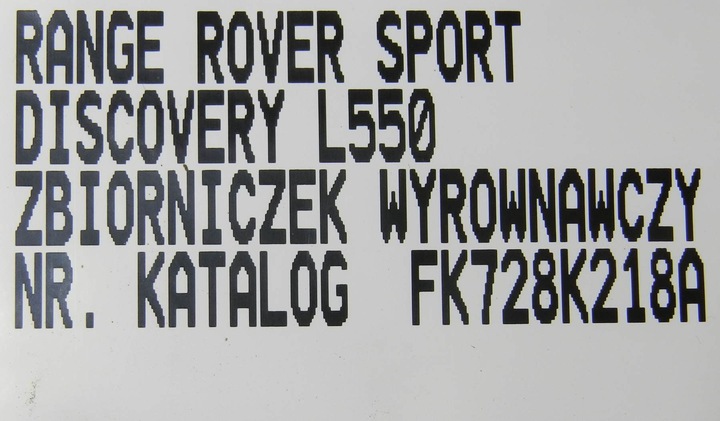 RANGE ROVER SPORT
DISCOVERY L550
ZBIORNICZEK WYROWNAWCZY
NR. KATALOG FK728K218A